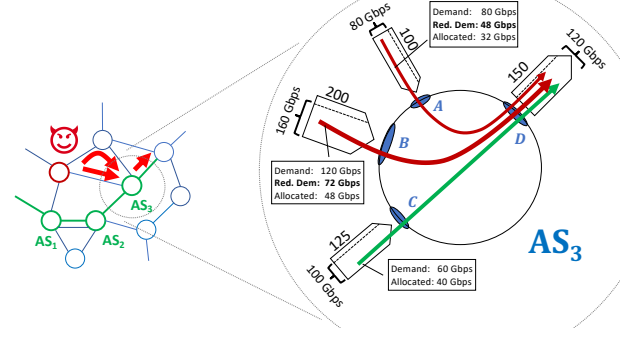 80 Gbps
100
Demand: 80 Gbps
Red. Dem: 48 Gbps
Allocated: 32 Gbps
150
120 Gbps
160 Gbps
200
A
B
D
Demand: 120 Gbps
Red. Dem: 72 Gbps
Allocated: 48 Gbps
C
AS3
AS1
AS2
125
100 Gbps
Demand: 60 Gbps
Allocated: 40 Gbps
AS3